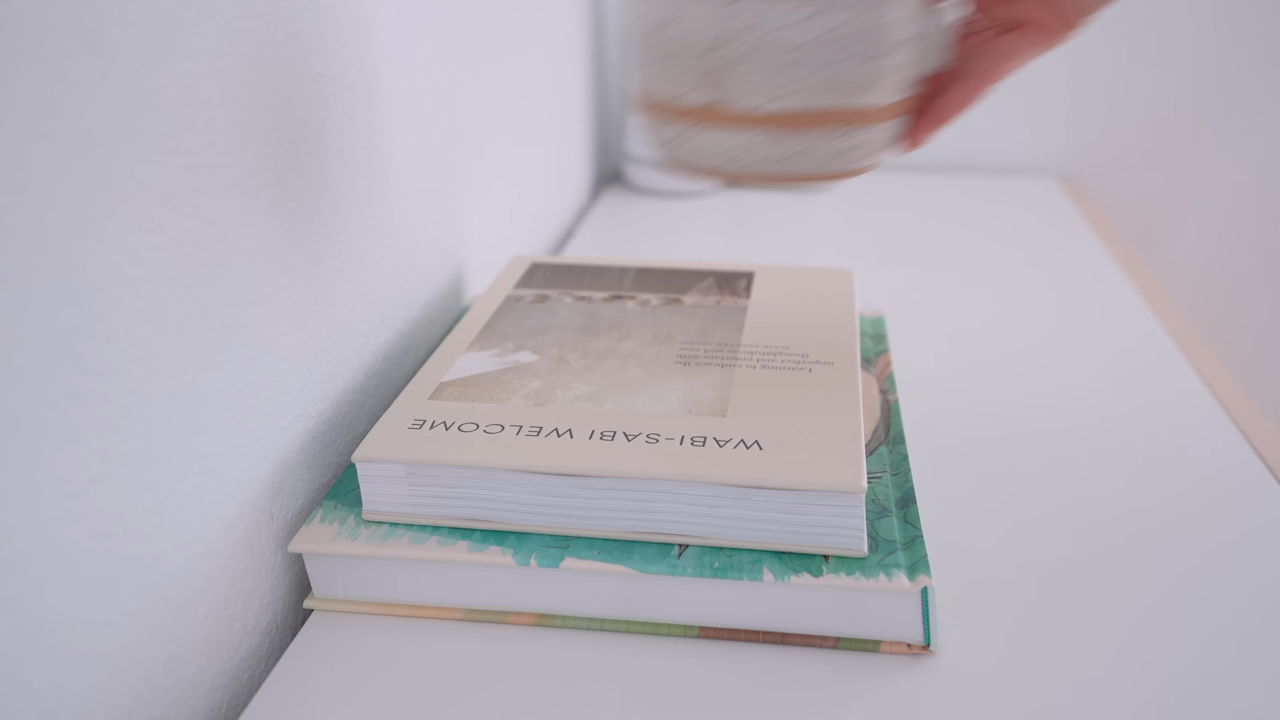 WABI-SABI WELCOME
Learning to embrace the
imperfect and entertain with
thoughtfulness and ease